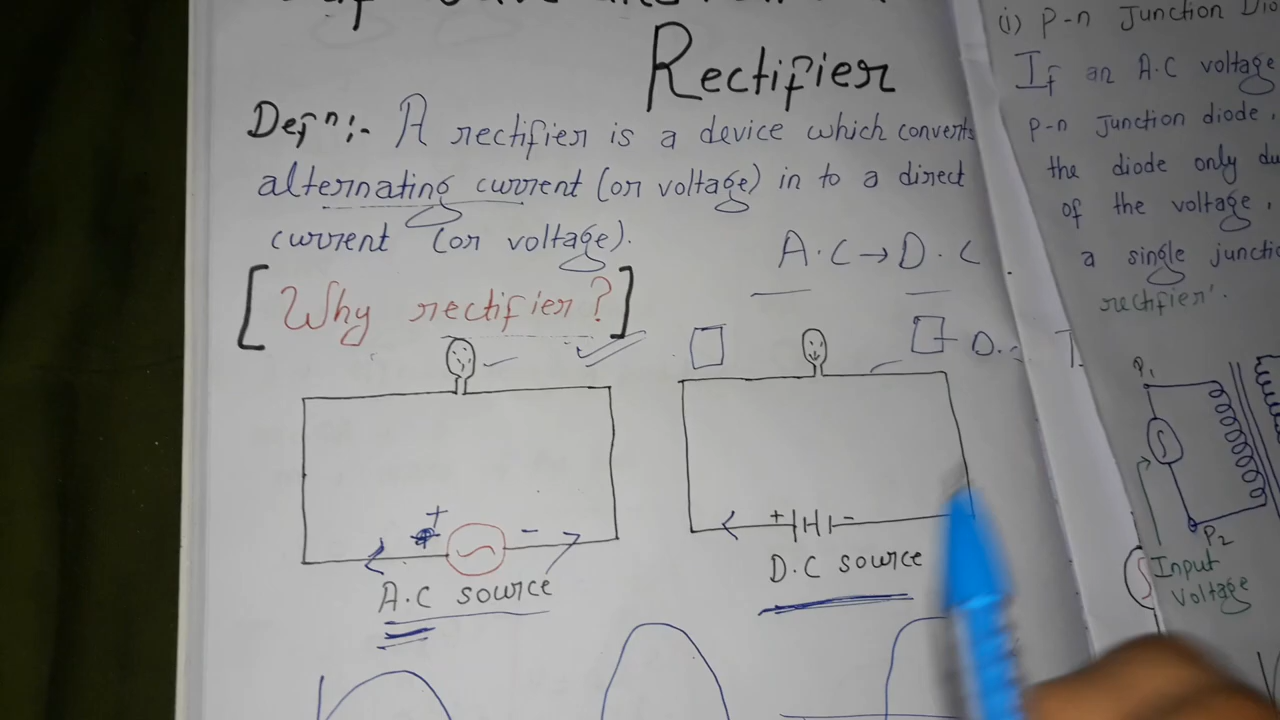 Rectifier
Defn:- A rectifier is a device which converts
alternating current (or voltage) in to a direct
current (or voltage).
A.C → D.C
[Why rectifier?]
D.
+
-
A.C source
+ -
D.C source
(i) P-n Junction
If an A.C voltage
P-n Junction diode,
the diode only
of the voltage,
a single
rectifier'.
P1
P2
Input
Voltage